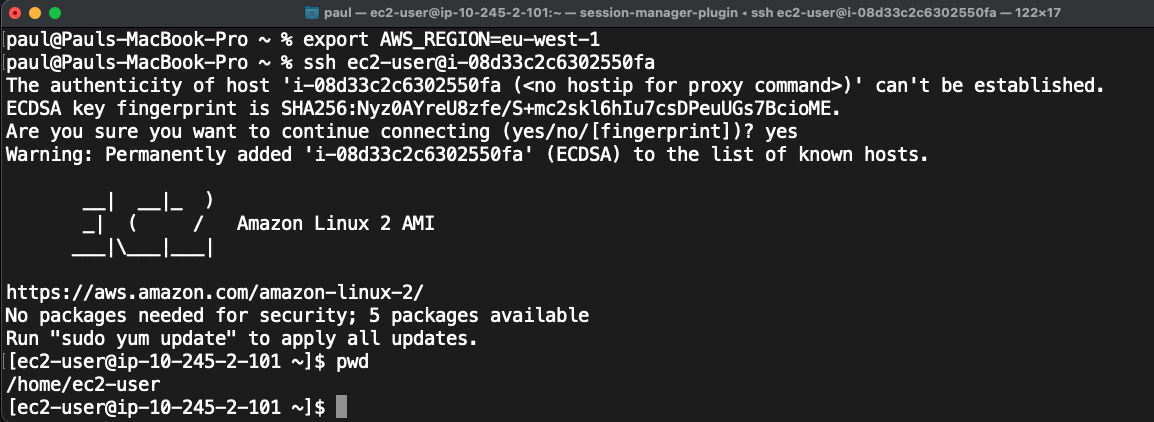 paul — ec2-user@ip-10-245-2-101:~ — session-manager-plugin ◂ ssh ec2-user@i-08d33c2c6302550fa — 122×17
[paul@Pauls-MacBook-Pro ~ % export AWS_REGION=eu-west-1
[paul@Pauls-MacBook-Pro ~ % ssh ec2-user@i-08d33c2c6302550fa
The authenticity of host 'i-08d33c2c6302550fa (<no hostip for proxy command>)' can't be established.
ECDSA key fingerprint is SHA256:Nyz0AYreU8zfe/S+mc2skl6hIu7csDPeuUGs7BcioME.
Are you sure you want to continue connecting (yes/no/[fingerprint])? yes
Warning: Permanently added 'i-08d33c2c6302550fa' (ECDSA) to the list of known hosts.

       __|  __|_  )
       _|  (     /   Amazon Linux 2 AMI
      ___|\___|___|

https://aws.amazon.com/amazon-linux-2/
No packages needed for security; 5 packages available
Run "sudo yum update" to apply all updates.
[[ec2-user@ip-10-245-2-101 ~]$ pwd
/home/ec2-user
[ec2-user@ip-10-245-2-101 ~]$